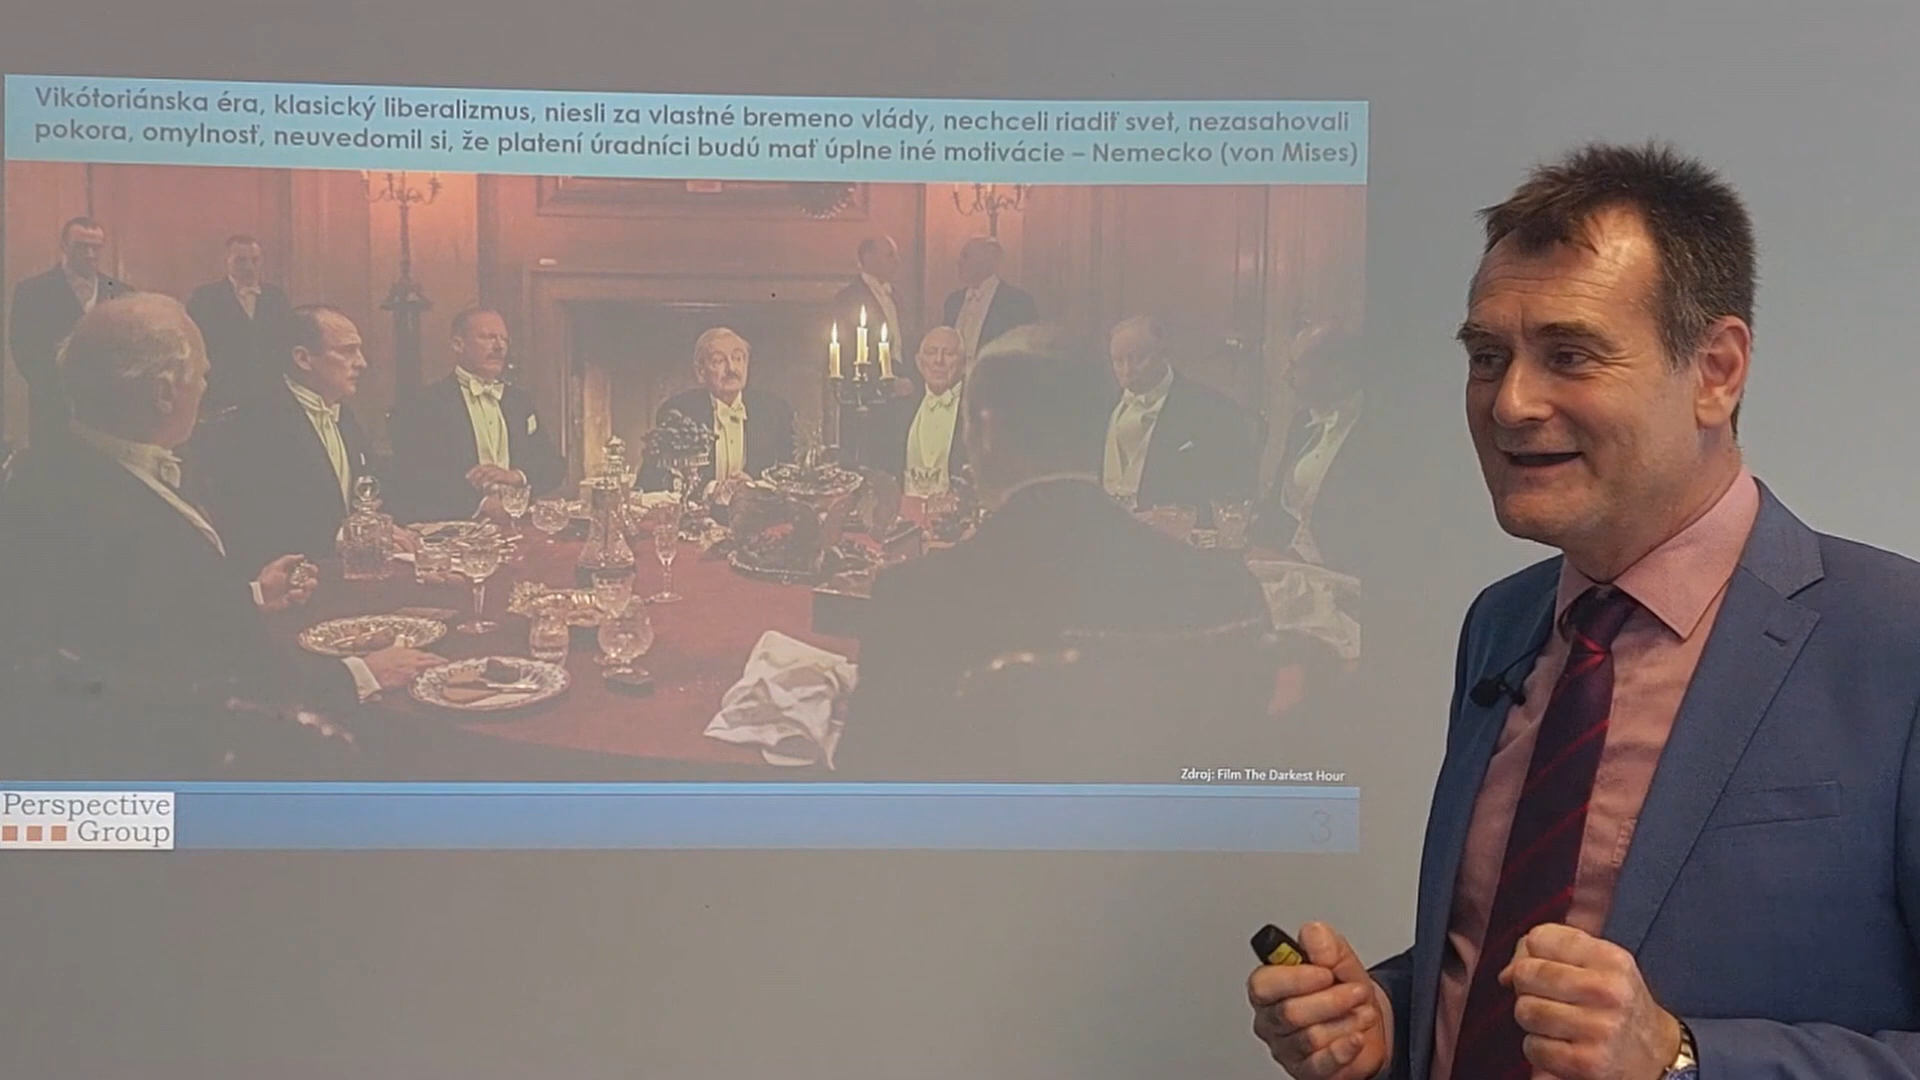 Vikótoriánska éra, klasický liberalizmus, niesli za vlastné bremeno vlády, nechceli riadiť svet, nezasahovali
pokora, omylnosť, neuvedomil si, že platení úradníci budú mať úplne iné motivácie – Nemecko (von Mises)
Zdroj: Film The Darkest Hour
Perspective
Group
3